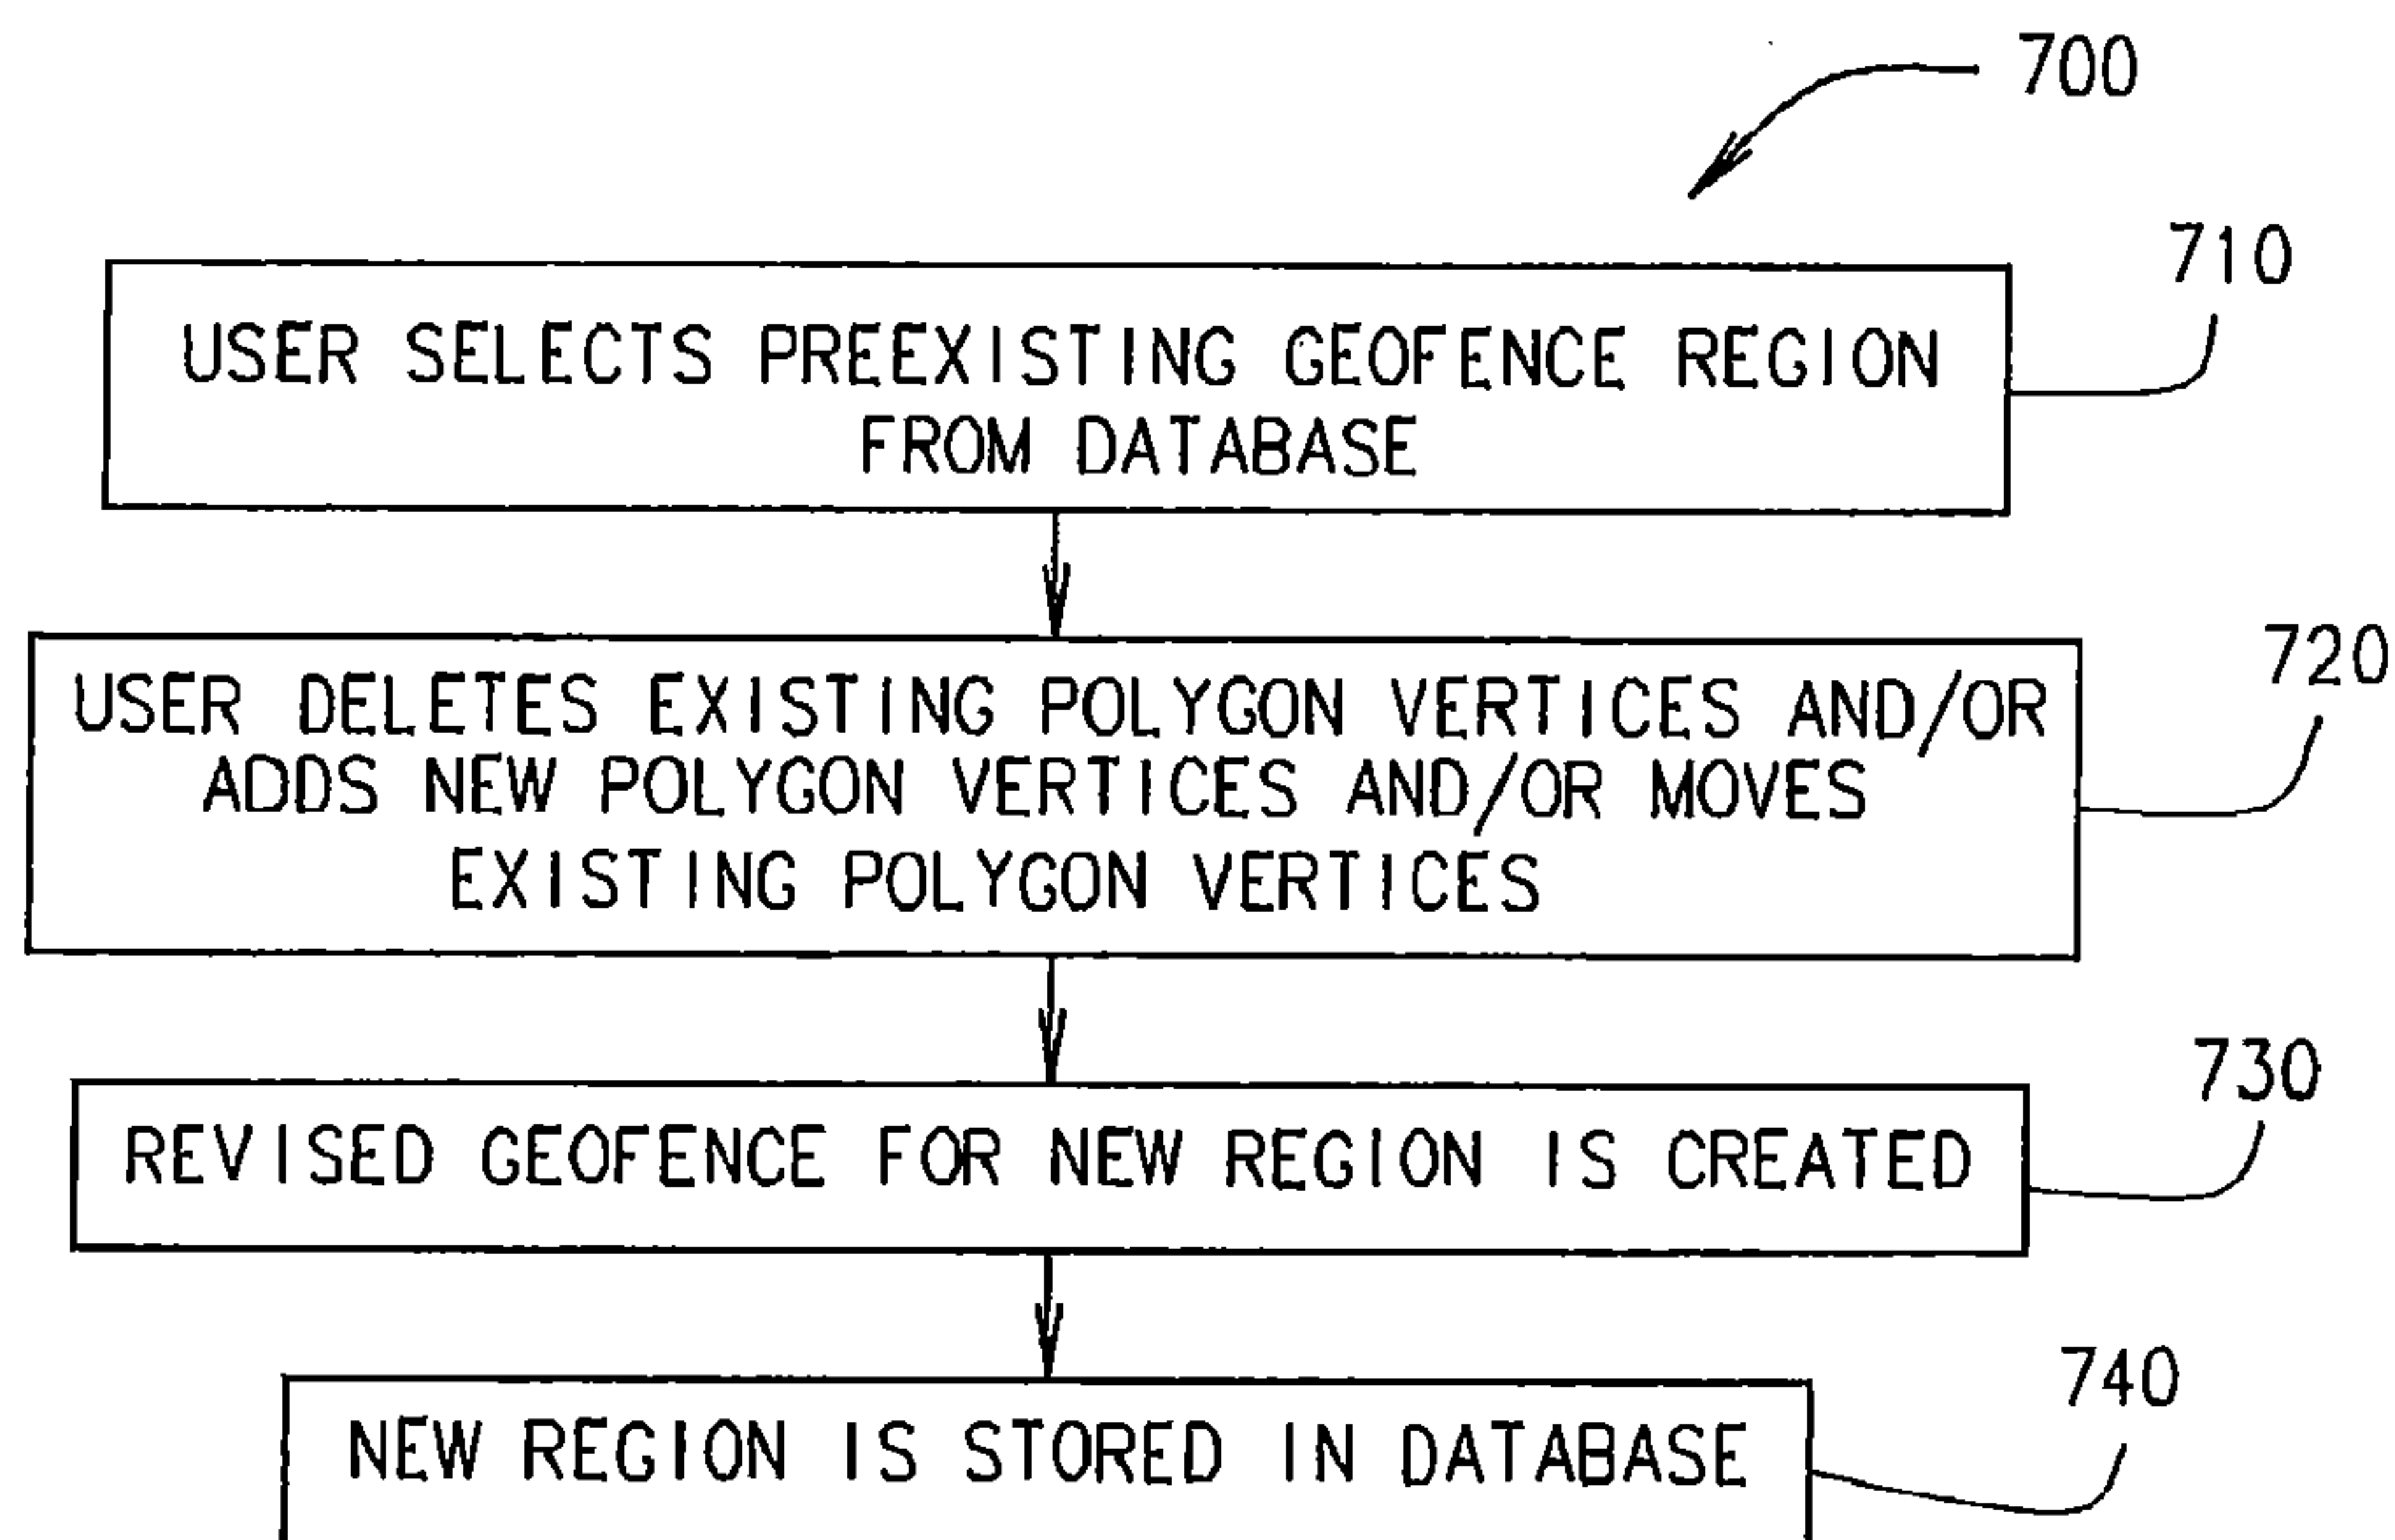 700
710
USER SELECTS PREEXISTING GEOFENCE REGION
FROM DATABASE
720
USER DELETES EXISTING POLYGON VERTICES AND/OR
ADDS NEW POLYGON VERTICES AND/OR MOVES
EXISTING POLYGON VERTICES
730
REVISED GEOFENCE FOR NEW REGION IS CREATED
740
NEW REGION IS STORED IN DATABASE